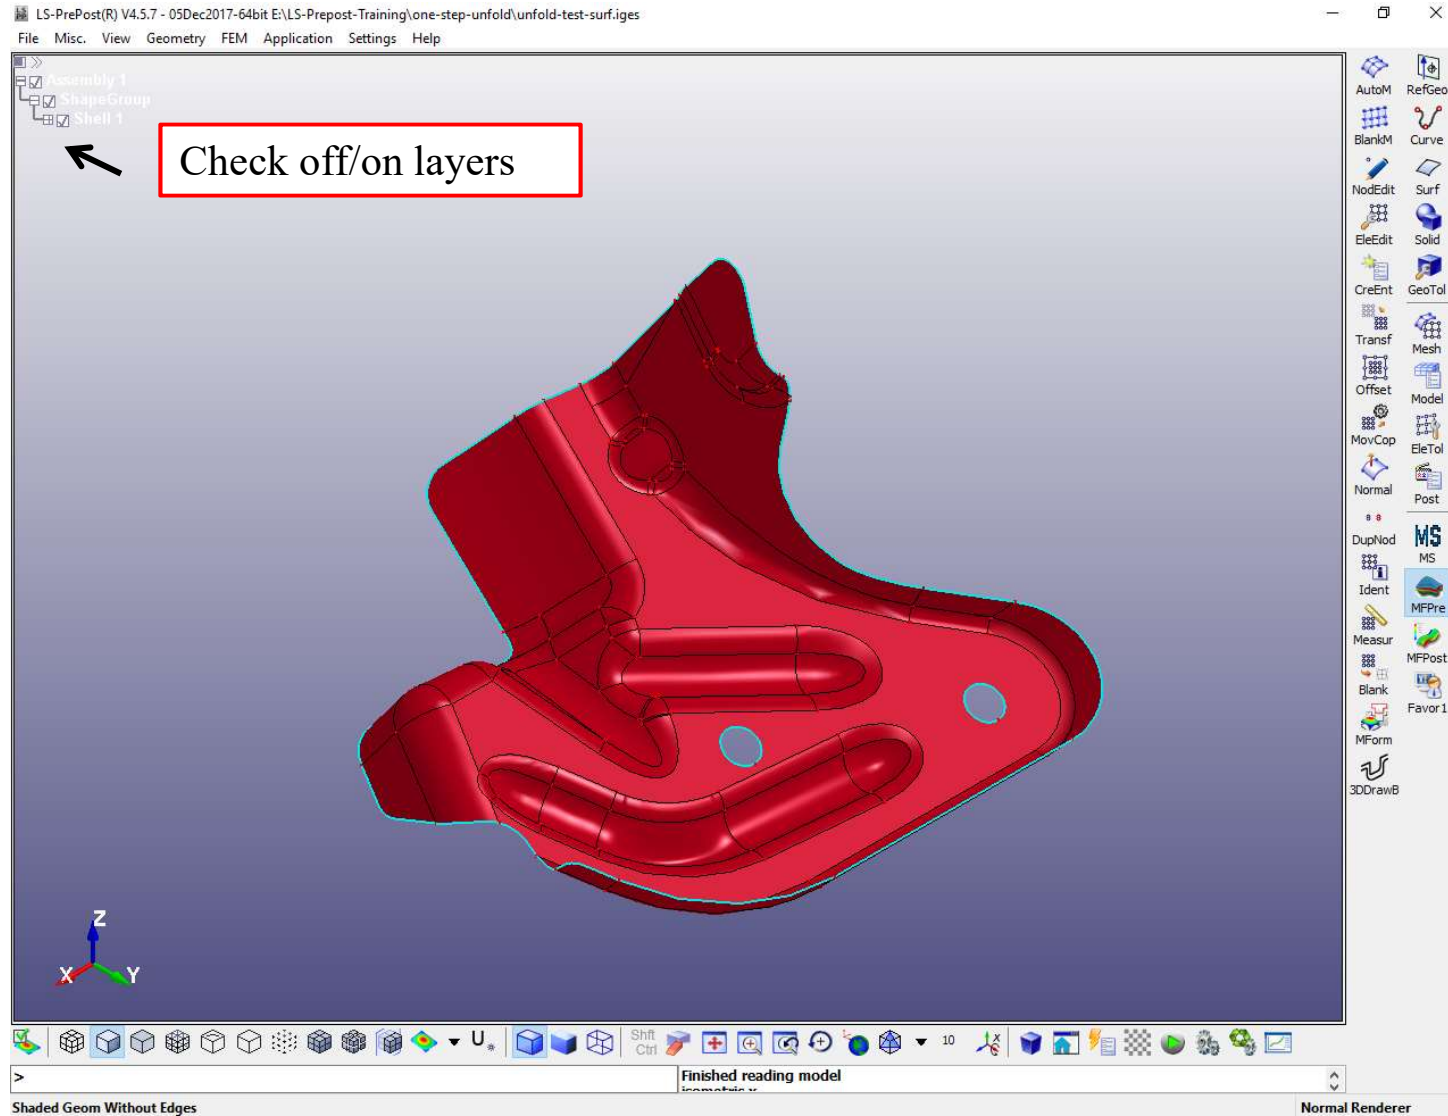 LS-PrePost(R) V4.5.7 - 05Dec2017-64bit E:\LS-Prepost-Training\one-step-unfold\unfold-test-surf.iges
File Misc. View Geometry FEM Application Settings Help
Assembly 1
ShapeGroup
Shell 1
Check off/on layers
AutoM RefGeo
BlankM Curve
NodEdit Surf
EleEdit Solid
CreEnt GeoTol
Transf Mesh
Offset Model
MovCop EleTol
Normal Post
DupNod MS
MS
Ident MFPre
Measur MFPost
Blank Favor1
MForm
3DDrawB
Z
X Y
U
Shft
Ctrl
10
>
Finished reading model
isometric x
Shaded Geom Without Edges Normal Renderer